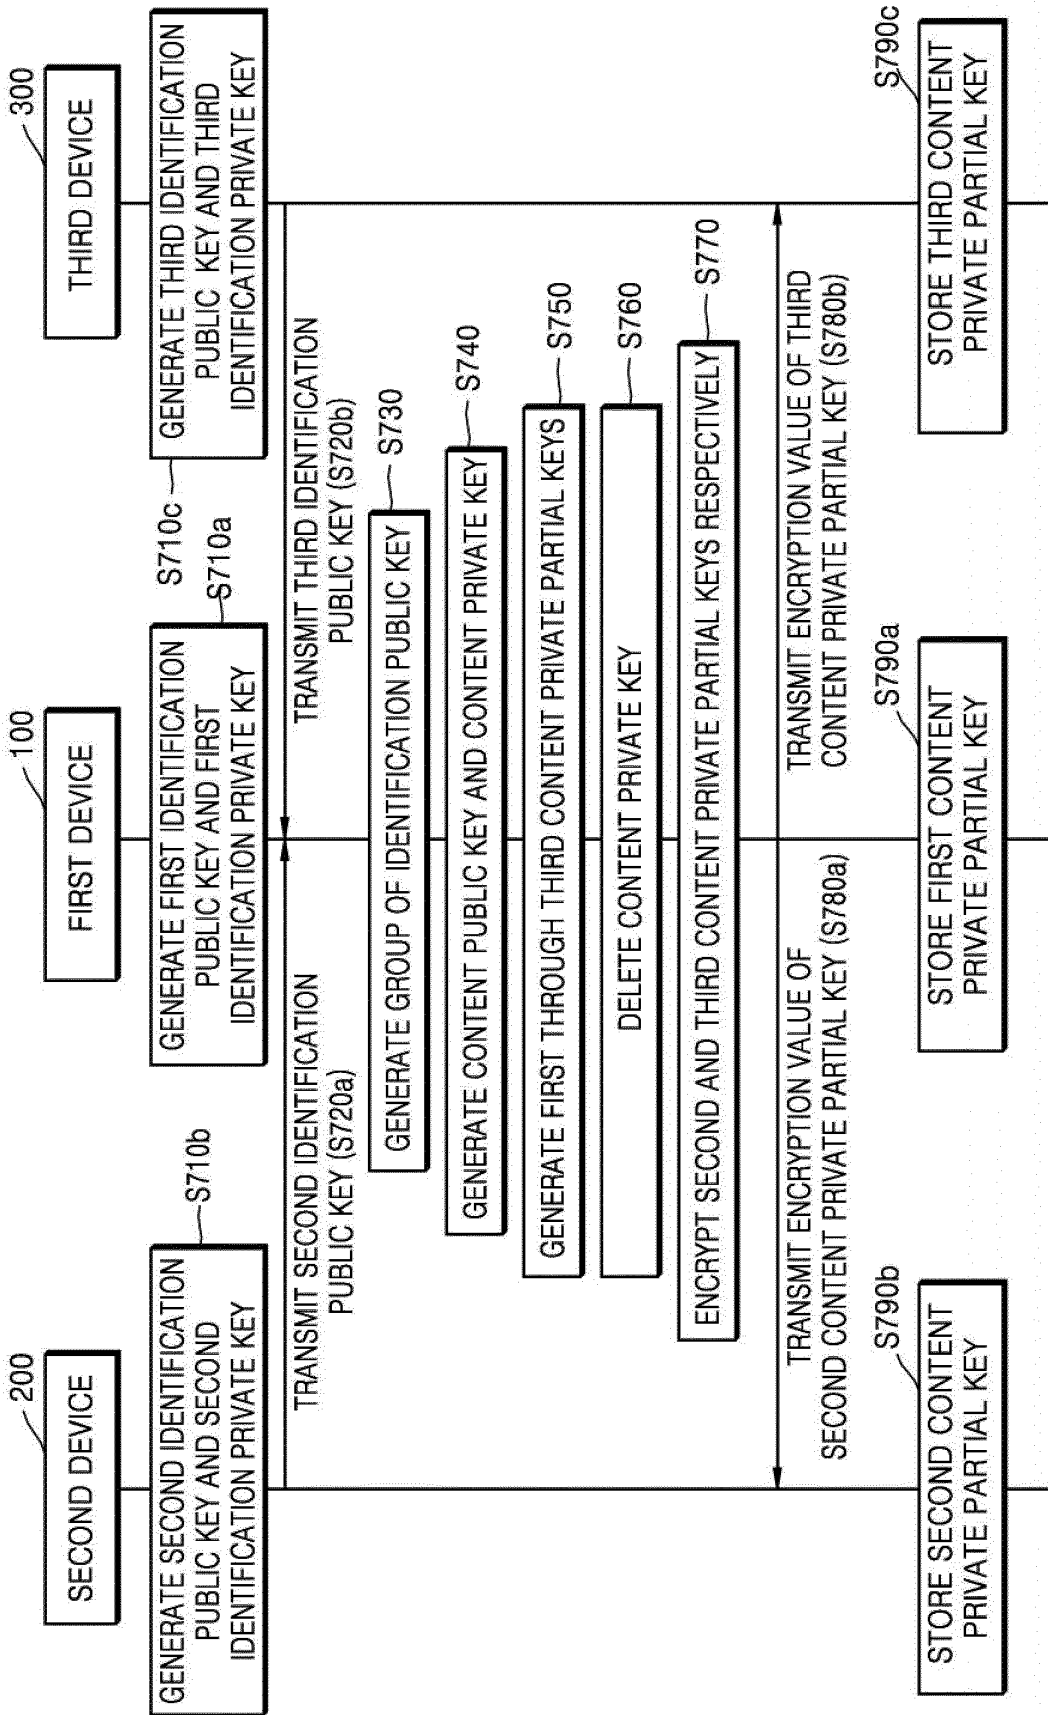 200
SECOND DEVICE
100
FIRST DEVICE
300
THIRD DEVICE
GENERATE SECOND IDENTIFICATION
PUBLIC KEY AND SECOND
IDENTIFICATION PRIVATE KEY
S710b
GENERATE FIRST IDENTIFICATION
PUBLIC KEY AND FIRST
IDENTIFICATION PRIVATE KEY
S710a
S710c
GENERATE THIRD IDENTIFICATION
PUBLIC KEY AND THIRD
IDENTIFICATION PRIVATE KEY
TRANSMIT SECOND IDENTIFICATION
PUBLIC KEY (S720a)
TRANSMIT THIRD IDENTIFICATION
PUBLIC KEY (S720b)
GENERATE GROUP OF IDENTIFICATION PUBLIC KEY
S730
GENERATE CONTENT PUBLIC KEY AND CONTENT PRIVATE KEY
S740
GENERATE FIRST THROUGH THIRD CONTENT PRIVATE PARTIAL KEYS
S750
DELETE CONTENT PRIVATE KEY
S760
ENCRYPT SECOND AND THIRD CONTENT PRIVATE PARTIAL KEYS RESPECTIVELY
S770
TRANSMIT ENCRYPTION VALUE OF
SECOND CONTENT PRIVATE PARTIAL KEY (S780a)
TRANSMIT ENCRYPTION VALUE OF THIRD
CONTENT PRIVATE PARTIAL KEY (S780b)
S790b
STORE SECOND CONTENT
PRIVATE PARTIAL KEY
S790a
STORE FIRST CONTENT
PRIVATE PARTIAL KEY
S790c
STORE THIRD CONTENT
PRIVATE PARTIAL KEY